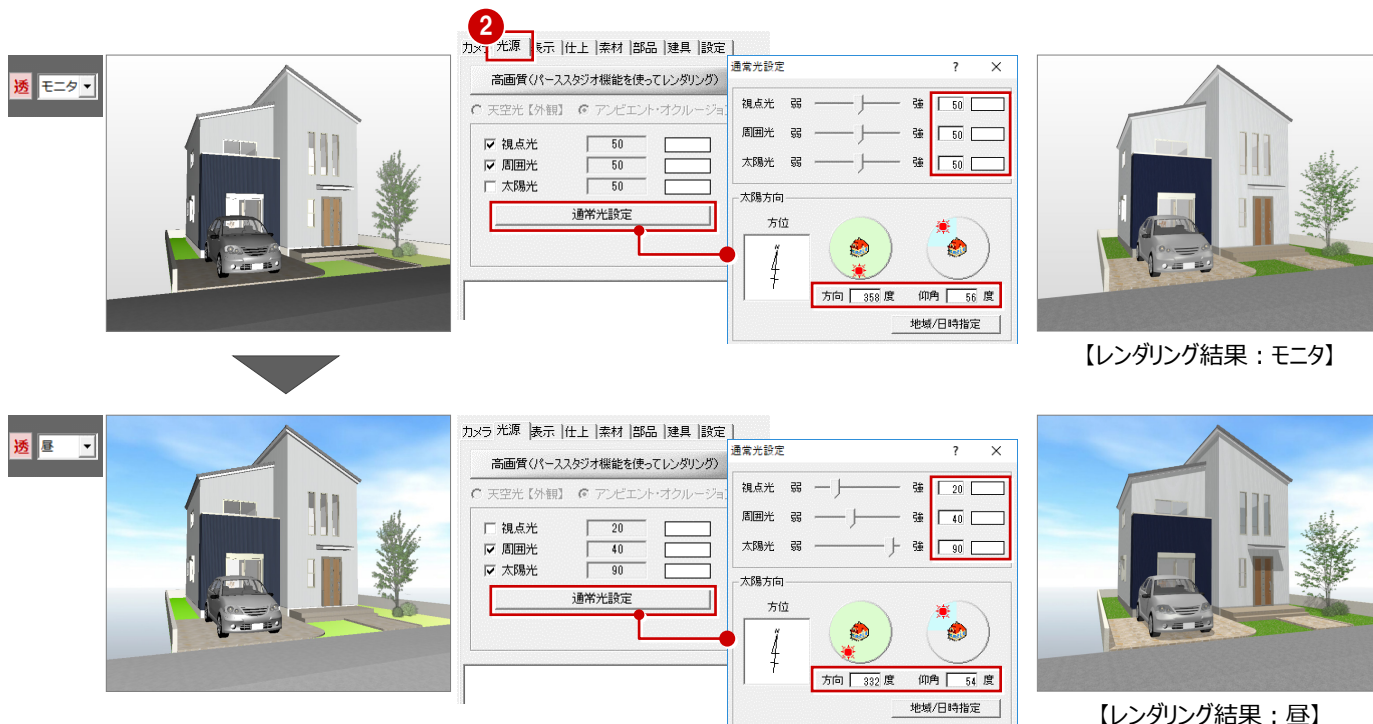 2
カメラ 光源 表示 仕上 素材 部品 建具 設定
透 モニタ
高画質(パーススタジオ機能を使ってレンダリング)
天空光【外観】 アンビエント・オクルージョ
視点光 50
周囲光 50
太陽光 50
通常光設定
通常光設定 ? ×
視点光 弱 強 50
周囲光 弱 強 50
太陽光 弱 強 50
太陽方向
方位
N
方向 358 度 仰角 56 度
地域/日時指定
【レンダリング結果：モニタ】
透 昼
カメラ 光源 表示 仕上 素材 部品 建具 設定
高画質(パーススタジオ機能を使ってレンダリング)
天空光【外観】 アンビエント・オクルージョ
視点光 20
周囲光 40
太陽光 90
通常光設定
通常光設定 ? ×
視点光 弱 強 20
周囲光 弱 強 40
太陽光 弱 強 90
太陽方向
方位
N
方向 332 度 仰角 54 度
地域/日時指定
【レンダリング結果：昼】